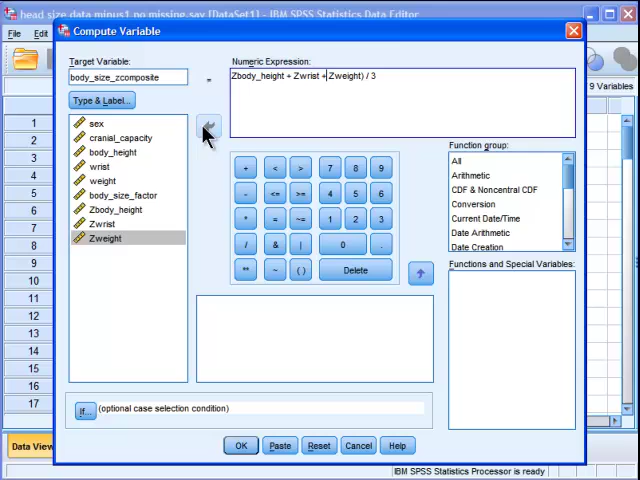 head size data minus1 no missing.sav [DataSet1] - IBM SPSS Statistics Data Editor
File Edit
Compute Variable
Target Variable:
body_size_zcomposite
=
Numeric Expression:
Zbody_height + Zwrist + Zweight) / 3
Type & Label...
sex
cranial_capacity
body_height
wrist
weight
body_size_factor
Zbody_height
Zwrist
Zweight
+ < > 7 8 9
- <= >= 4 5 6
* = ~= 1 2 3
/ & | 0 .
** ~ ( ) Delete
Function group:
All
Arithmetic
CDF & Noncentral CDF
Conversion
Current Date/Time
Date Arithmetic
Date Creation
Functions and Special Variables:
If... (optional case selection condition)
OK Paste Reset Cancel Help
9 Variables
1
2
3
4
5
6
7
8
9
10
11
12
13
14
15
16
17
Data View
IBM SPSS Statistics Processor is ready